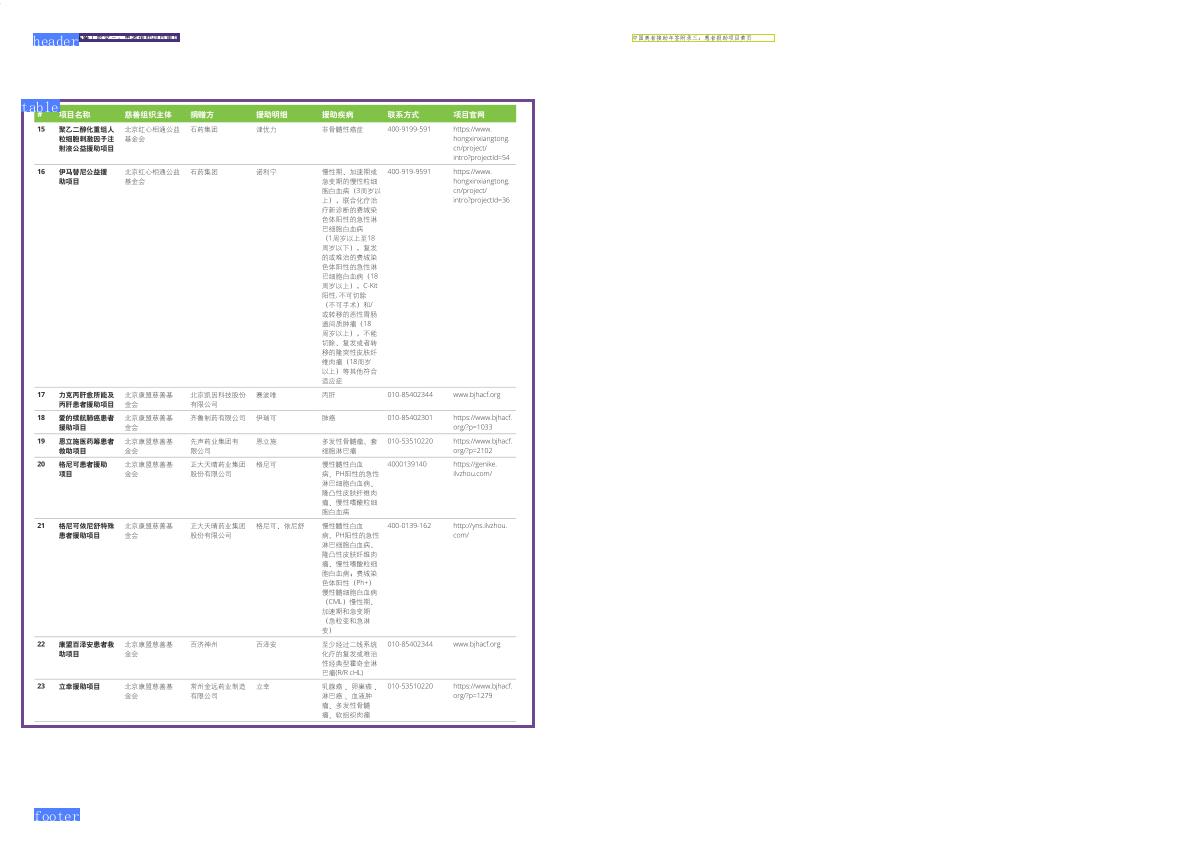 header
中国患者援助年签附录三：患者援助项目黄页
table
# 项目名称 慈善组织主体 捐赠方 援助明细 援助疾病 联系方式 项目官网
15 聚乙二醇化重组人 北京红心相通公益 石药集团 津优力 非骨髓性癌症 400-9199-591 https://www.
粒细胞刺激因子注 基金会 hongxinxiangtong.
射液公益援助项目 cn/project/
intro?projectId=54
16 伊马替尼公益援 北京红心相通公益 石药集团 诺利宁 慢性期、加速期或 400-919-9591 https://www.
助项目 基金会 急变期的慢性粒细 hongxinxiangtong.
胞白血病（3周岁以 cn/project/
上）、联合化疗治 intro?projectId=36
疗新诊断的费城染
色体阳性的急性淋
巴细胞白血病
（1周岁以上至18
周岁以下）、复发
的或难治的费城染
色体阳性的急性淋
巴细胞白血病（18
周岁以上）、C-Kit
阳性,不可切除
（不可手术）和/
或转移的恶性胃肠
道间质肿瘤（18
周岁以上）、不能
切除、复发或者转
移的隆突性皮肤纤
维肉瘤（18周岁
以上）等其他符合
适应症
17 力克丙肝愈所能及 北京康盟慈善基 北京凯因科技股份 赛波唯 丙肝 010-85402344 www.bjhacf.org
丙肝患者援助项目 金会 有限公司
18 爱的续航肺癌患者 北京康盟慈善基 齐鲁制药有限公司 伊瑞可 肺癌 010-85402301 https://www.bjhacf.
援助项目 金会 org/?p=1033
19 恩立施医药筹患者 北京康盟慈善基 先声药业集团有 恩立施 多发性骨髓瘤、套 010-53510220 https://www.bjhacf.
救助项目 金会 限公司 细胞淋巴瘤 org/?p=2102
20 格尼可患者援助 北京康盟慈善基 正大天晴药业集团 格尼可 慢性髓性白血 4000139140 https://genike.
项目 金会 股份有限公司 病、PH阳性的急性 ilvzhou.com/
淋巴细胞白血病、
隆凸性皮肤纤维肉
瘤、慢性嗜酸粒细
胞白血病
21 格尼可依尼舒特殊 北京康盟慈善基 正大天晴药业集团 格尼可、依尼舒 慢性髓性白血 400-0139-162 http://yns.ilvzhou.
患者援助项目 金会 股份有限公司 病、PH阳性的急性 com/
淋巴细胞白血病、
隆凸性皮肤纤维肉
瘤、慢性嗜酸粒细
胞白血病；费城染
色体阳性（Ph+）
慢性髓细胞白血病
（CML）慢性期、
加速期和急变期
（急粒变和急淋
变）
22 康盟百泽安患者救 北京康盟慈善基 百济神州 百泽安 至少经过二线系统 010-85402344 www.bjhacf.org
助项目 金会 化疗的复发或难治
性经典型霍奇金淋
巴瘤(R/R cHL)
23 立幸援助项目 北京康盟慈善基 常州金远药业制造 立幸 乳腺癌、卵巢癌、 010-53510220 https://www.bjhacf.
金会 有限公司 淋巴癌、血液肿 org/?p=1279
瘤、多发性骨髓
瘤、软组织肉瘤
footer